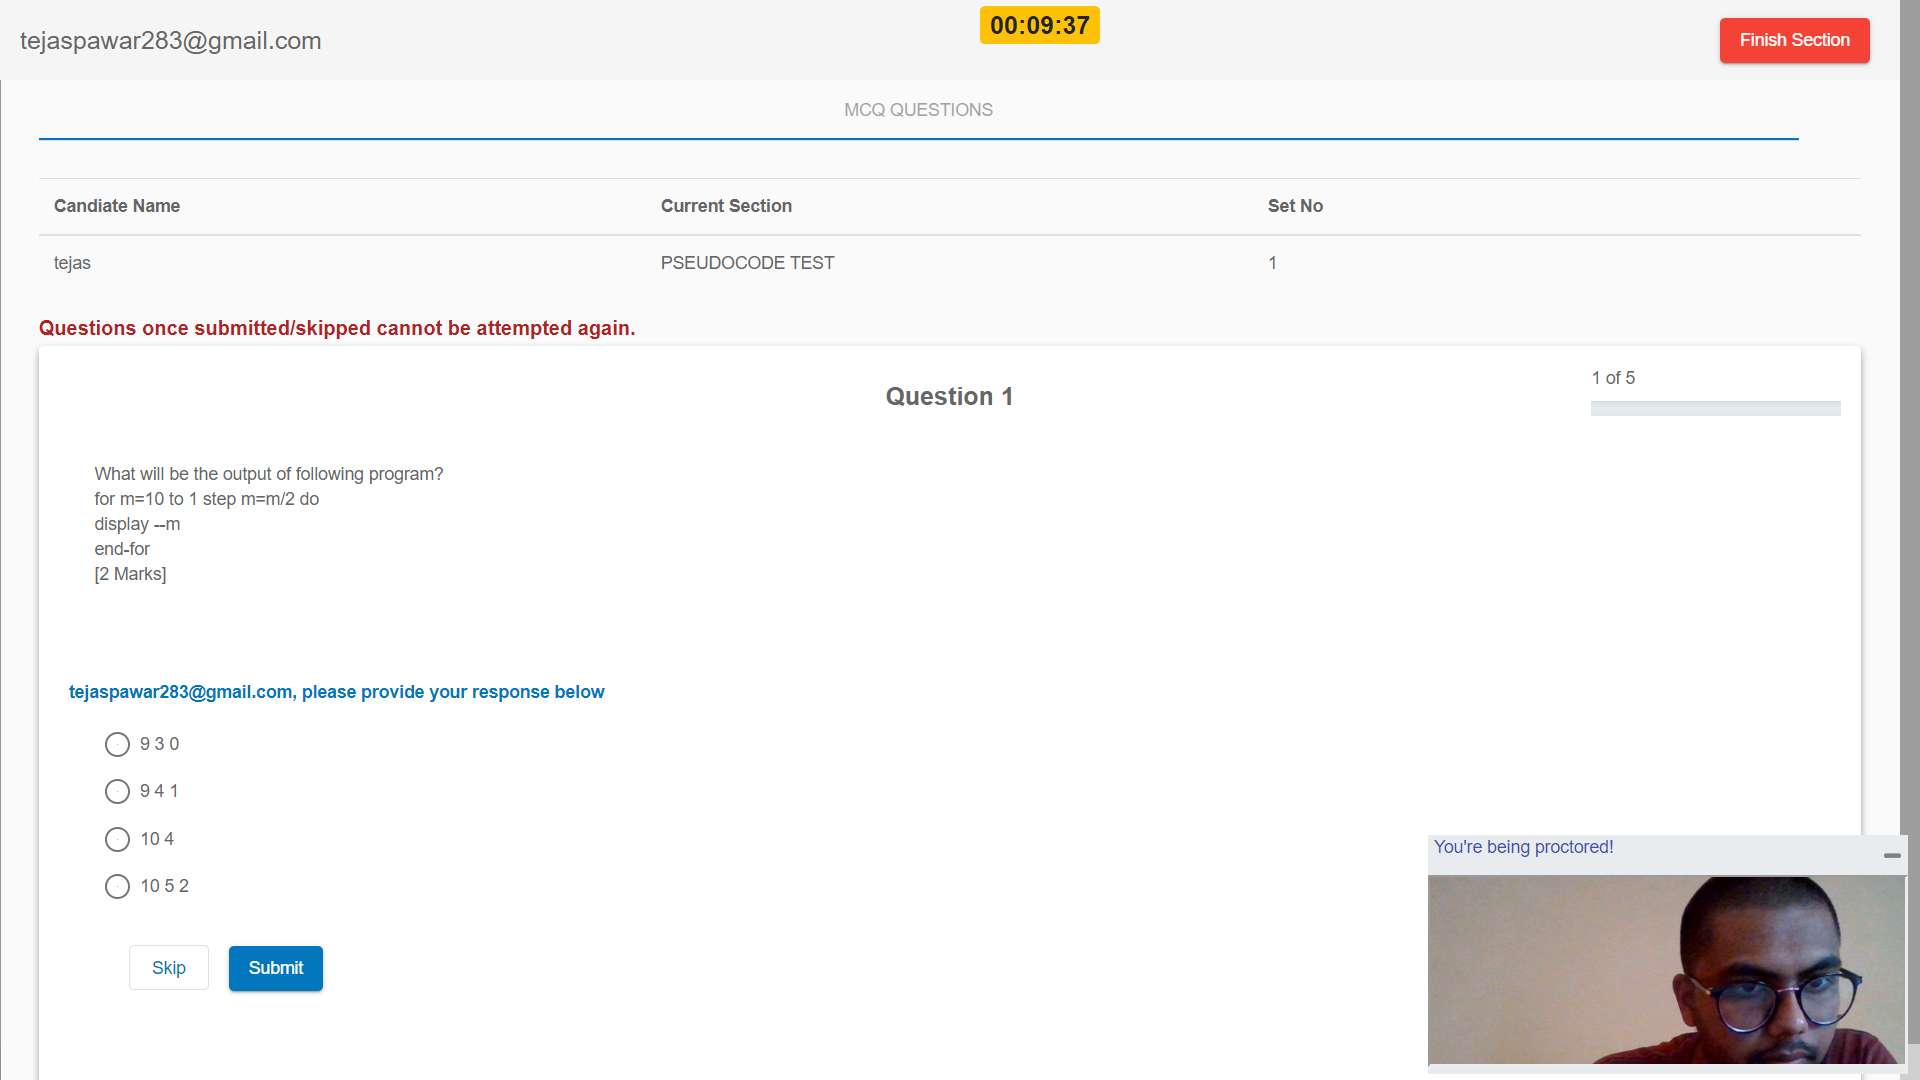 tejaspawar283@gmail.com
00:09:37
Finish Section
MCQ QUESTIONS
Candiate Name
Current Section
Set No
tejas
PSEUDOCODE TEST
1
Questions once submitted/skipped cannot be attempted again.
Question 1
1 of 5
What will be the output of following program?
for m=10 to 1 step m=m/2 do
display --m
end-for
[2 Marks]
tejaspawar283@gmail.com, please provide your response below
9 3 0
9 4 1
10 4
10 5 2
Skip
Submit
You're being proctored!